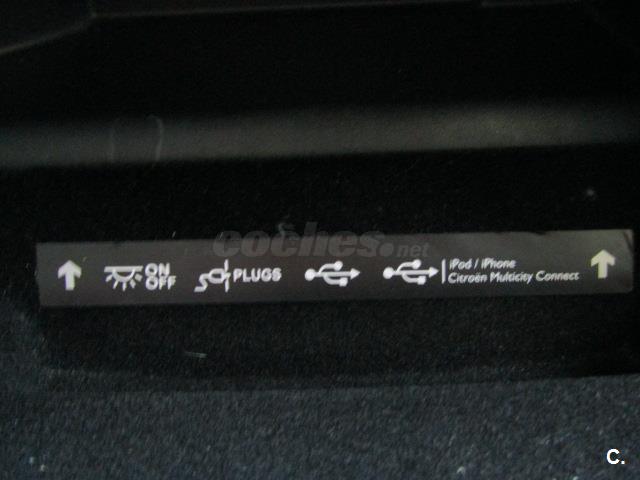 coches.net
ON
OFF
PLUGS
iPod / iPhone
Citroën Multicity Connect
C.